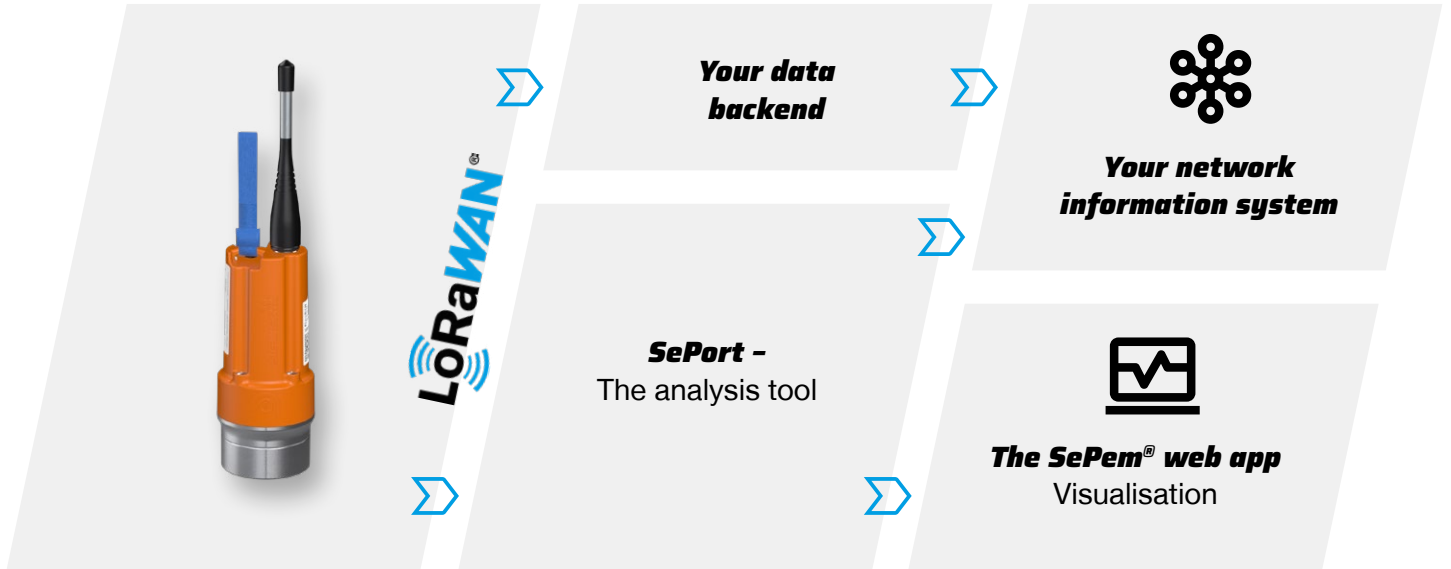 LoRaWAN®
Your data
backend
Your network
information system
SePort –
The analysis tool
The SePem® web app
Visualisation